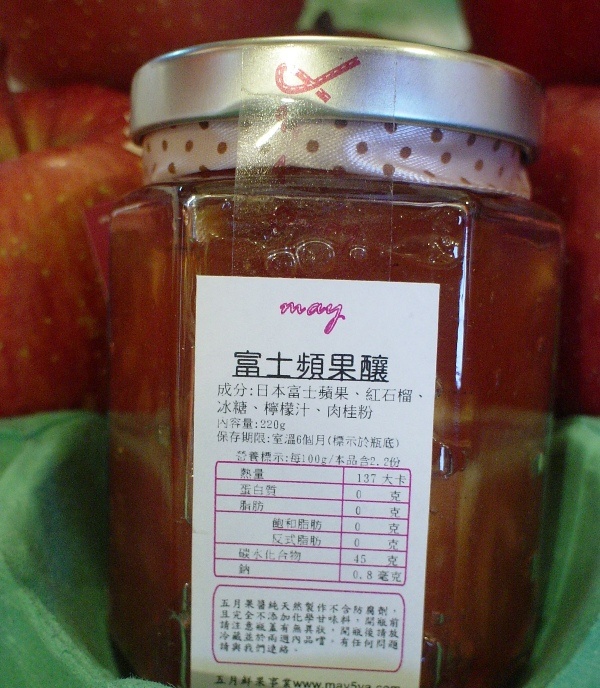 may
富士蘋果釀
成分:日本富士蘋果、紅石榴、
冰糖、檸檬汁、肉桂粉
內容量:220g
保存期限:室溫6個月(標示於瓶底)
營養標示:每100g/本品含2.2份
熱量 137 大卡
蛋白質 0 克
脂肪 0 克
飽和脂肪 0 克
反式脂肪 0 克
碳水化合物 45 克
鈉 0.8 毫克
五月果醬純天然製作不含防腐劑,
且完全不添加化學甘味料,開瓶前
請注意瓶蓋有無異狀,開瓶後請放
冷藏並於兩週內品嚐,有任何問題
請與我們連絡。
五月鮮果事業www.may5ya.com